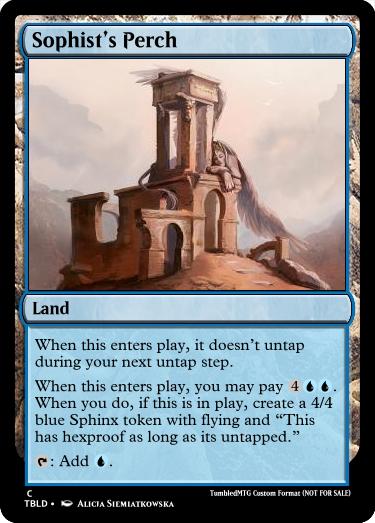 Sophist's Perch
Land
When this enters play, it doesn't untap
during your next untap step.
When this enters play, you may pay 4.
When you do, if this is in play, create a 4/4
blue Sphinx token with flying and “This
has hexproof as long as its untapped.”
: Add .
C
TBLD • Alicia Siemiatkowska
TumbledMTG Custom Format (NOT FOR SALE)